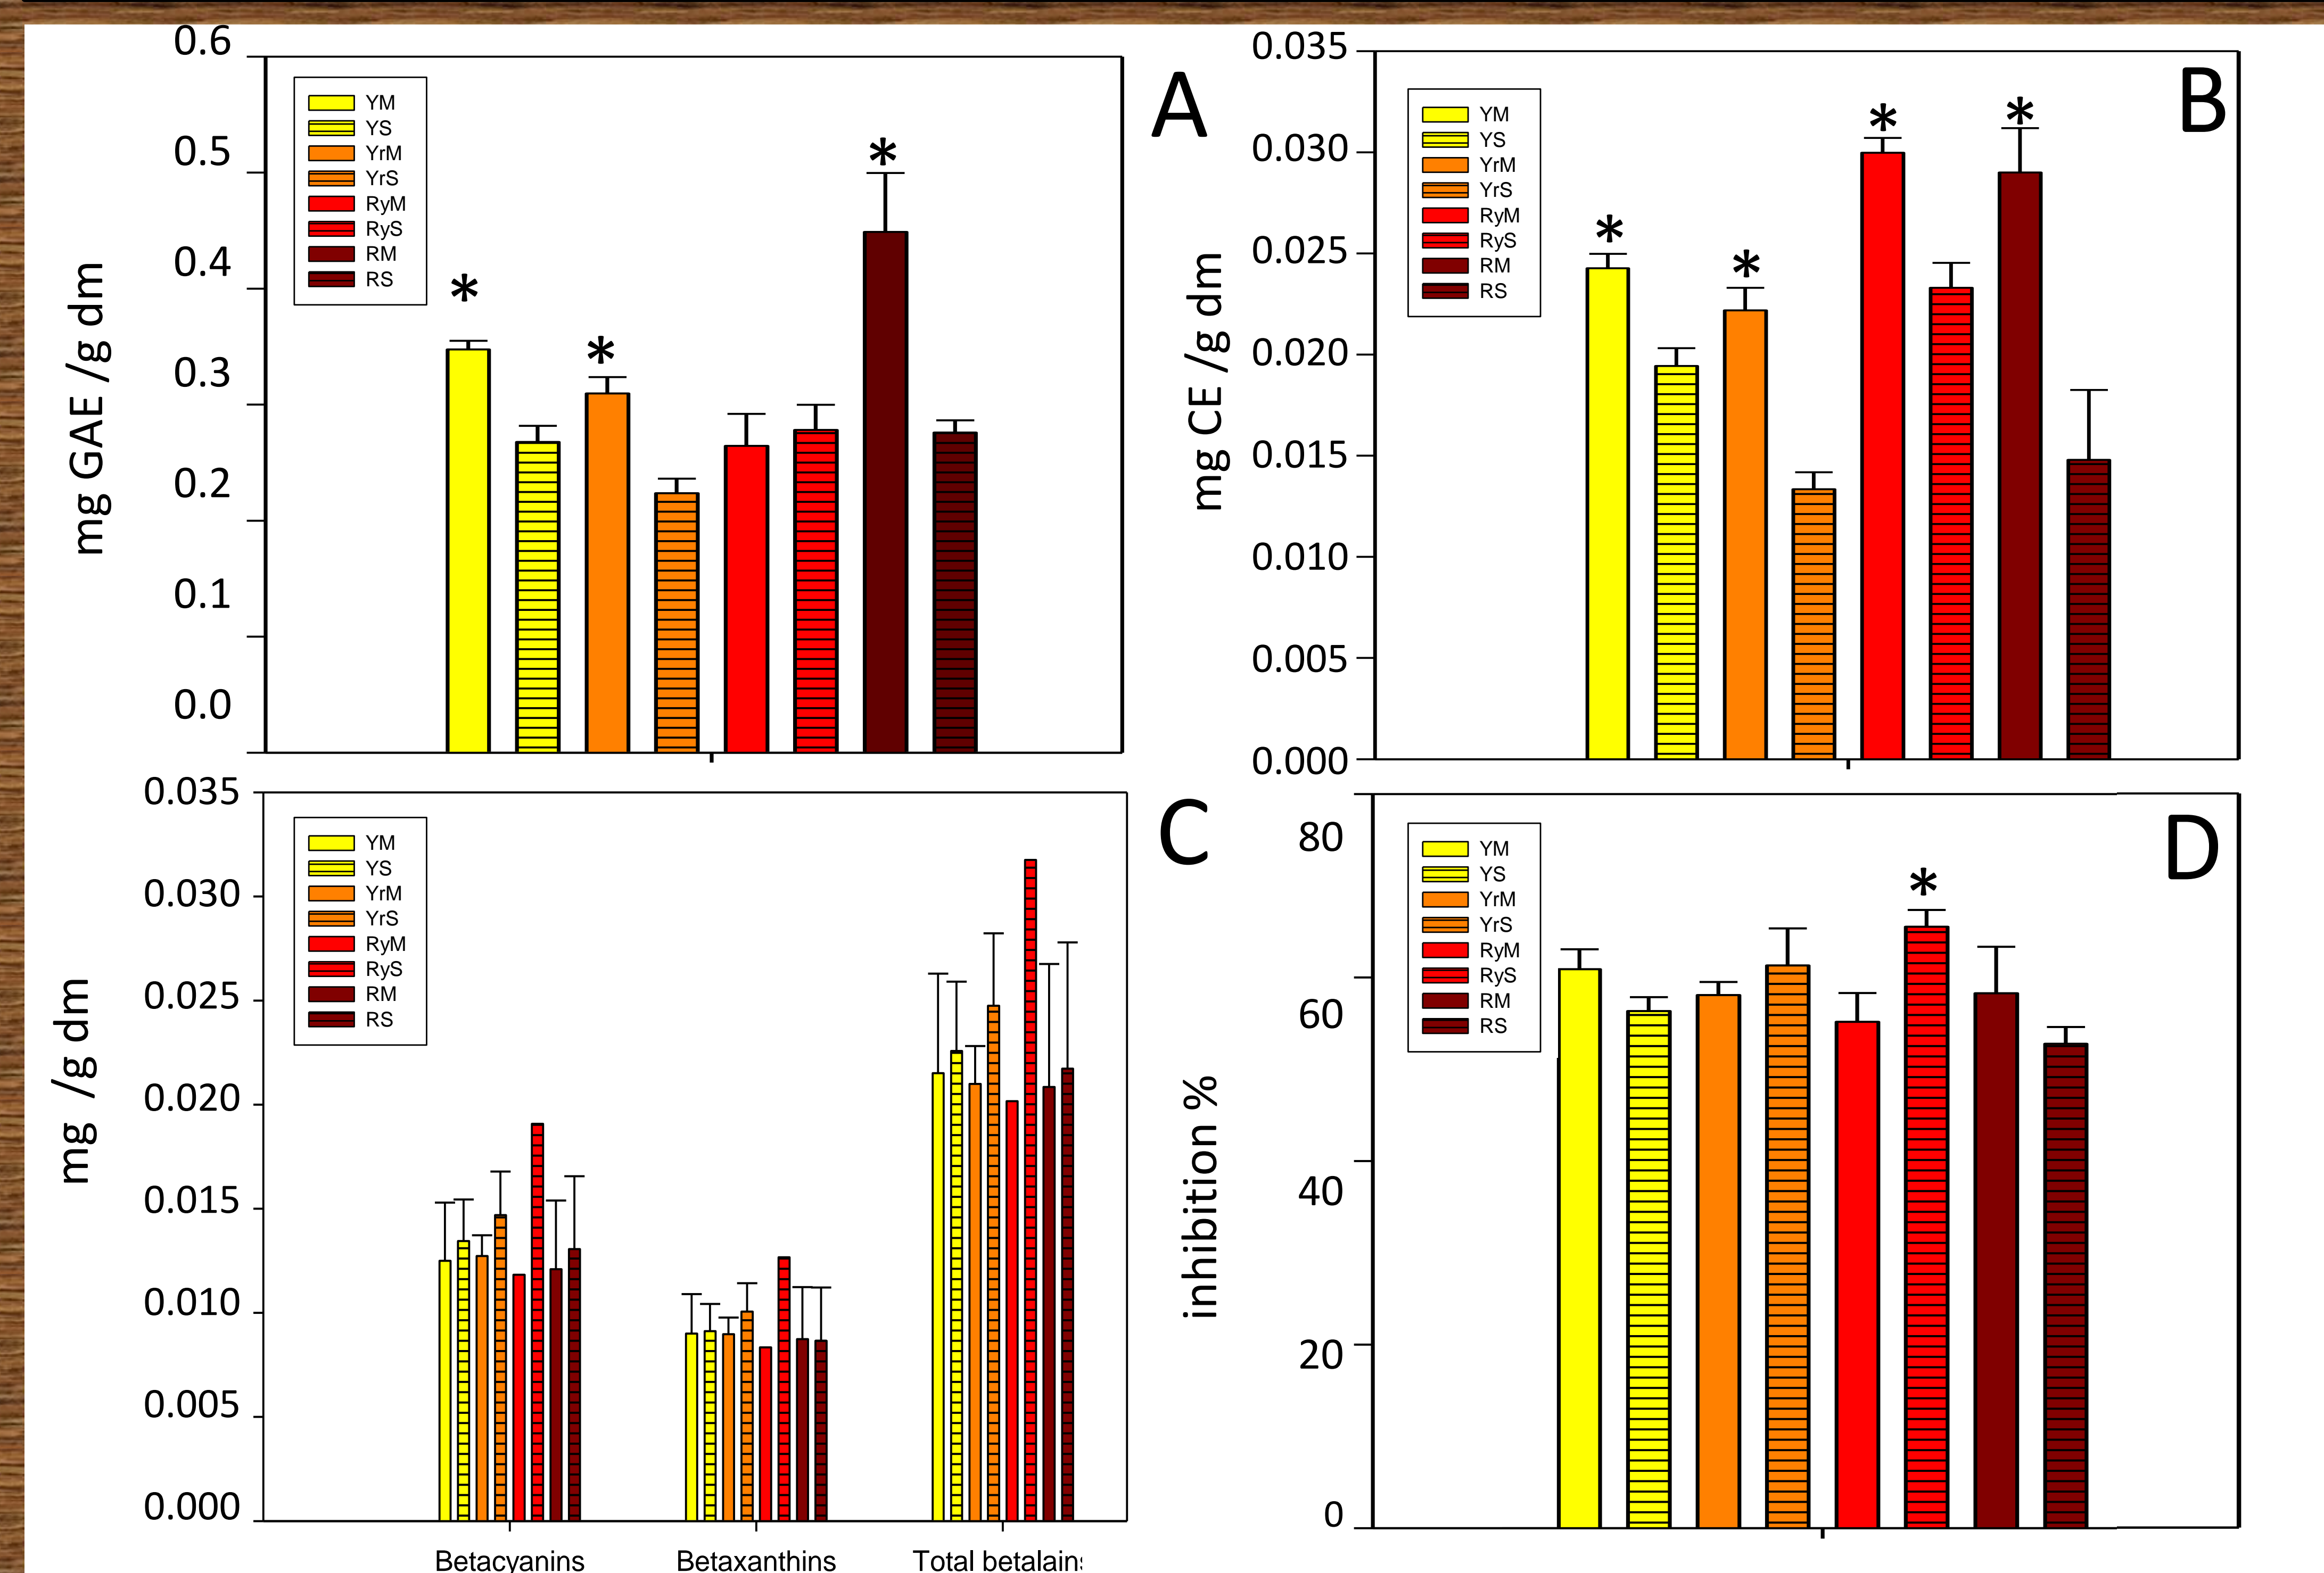 0.6
0.5
0.4
0.3
0.2
0.1
0.0
mg GAE /g dm
YM
YS
YrM
YrS
RyM
RyS
RM
RS
*
*
*
A
0.035
0.030
0.025
0.020
0.015
0.010
0.005
0.000
mg CE /g dm
YM
YS
YrM
YrS
RyM
RyS
RM
RS
*
*
*
*
B
0.035
0.030
0.025
0.020
0.015
0.010
0.005
0.000
mg /g dm
YM
YS
YrM
YrS
RyM
RyS
RM
RS
C
Betacyanins
Betaxanthins
Total betalains
80
60
40
20
0
inhibition %
YM
YS
YrM
YrS
RyM
RyS
RM
RS
*
D